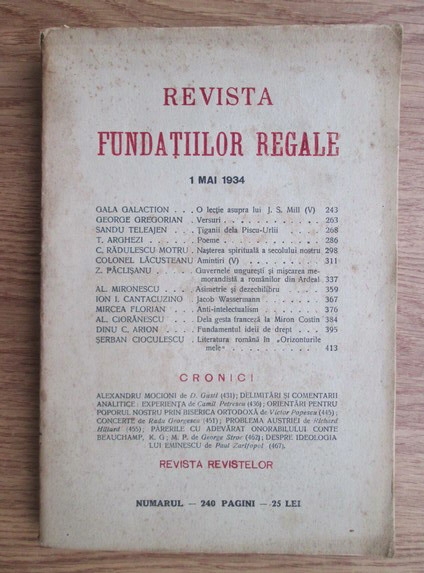 REVISTA
FUNDAȚIILOR REGALE
1 MAI 1934
GALA GALACTION . . . O lecție asupra lui J. S. Mill (V) 243
GEORGE GREGORIAN . Versuri . . . . . . . . . . . 263
SANDU TELEAJEN . . Țiganii dela Piscu-Urlii . . . . 268
T. ARGHEZI . . . . Poeme . . . . . . . . . . . 286
C. RĂDULESCU-MOTRU . Nașterea spirituală a secolului nostru 298
COLONEL LĂCUSTEANU Amintiri (V) . . . . . . . . . 311
Z. PÂCLIȘANU . . . Guvernele ungurești și mișcarea me-
morandistă a românilor din Ardeal 337
AL. MIRONESCU . . . Asimetrie și dezechilibru . . . . 359
ION I. CANTACUZINO Jacob Wassermann . . . . . . . 367
MIRCEA FLORIAN . . Anti-intelectualism . . . . . . . 376
AL. CIORĂNESCU . . Dela gesta franceză la Miron Costin 384
DINU C. ARION . . . Fundamentul ideii de drept . . . 395
ȘERBAN CIOCULESCU . Literatura română în «Orizonturile
mele» . . . . . . . . . . . 413
CRONICI
ALEXANDRU MOCIONI de D. Gusti (431); DELIMITĂRI ȘI COMENTARII
ANALITICE : EXPERIENȚA de Camil Petrescu (436); ORIENTĂRI PENTRU
POPORUL NOSTRU PRIN BISERICA ORTODOXĂ de Victor Popescu (445);
CONCERTE de Radu Georgescu (451); PROBLEMA AUSTRIEI de Richard
Hilliard (455); PĂRERILE CU ADEVĂRAT ONORABILULUI CONTE
BEAUCHAMP, K. G.; M. P. de George Stroe (462); DESPRE IDEOLOGIA
LUI EMINESCU de Paul Zarifopol (467).
REVISTA REVISTELOR
NUMARUL — 240 PAGINI — 25 LEI